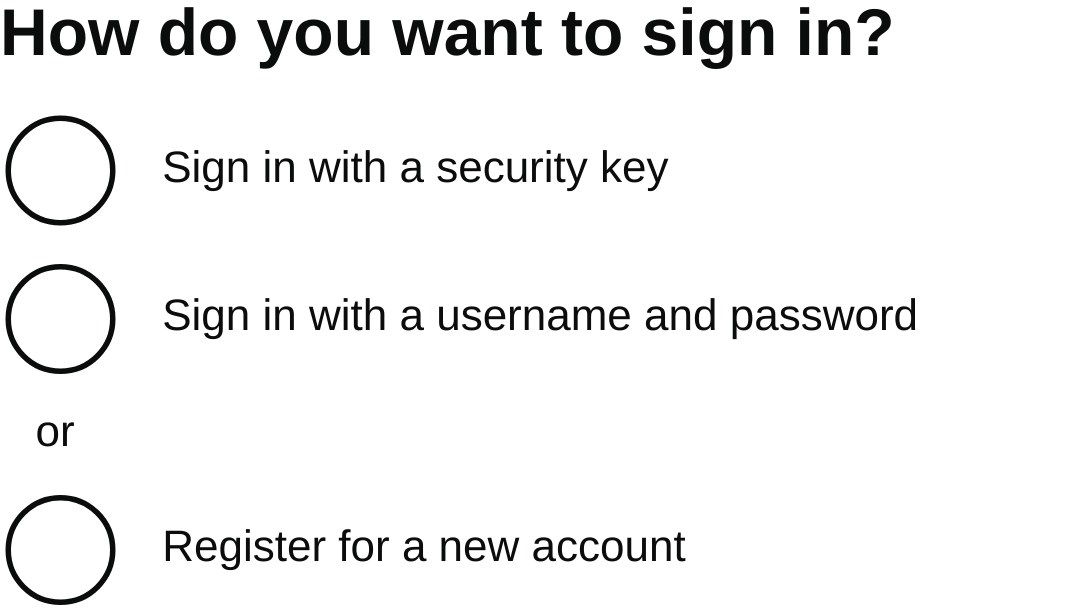 How do you want to sign in?
Sign in with a security key
Sign in with a username and password
or
Register for a new account